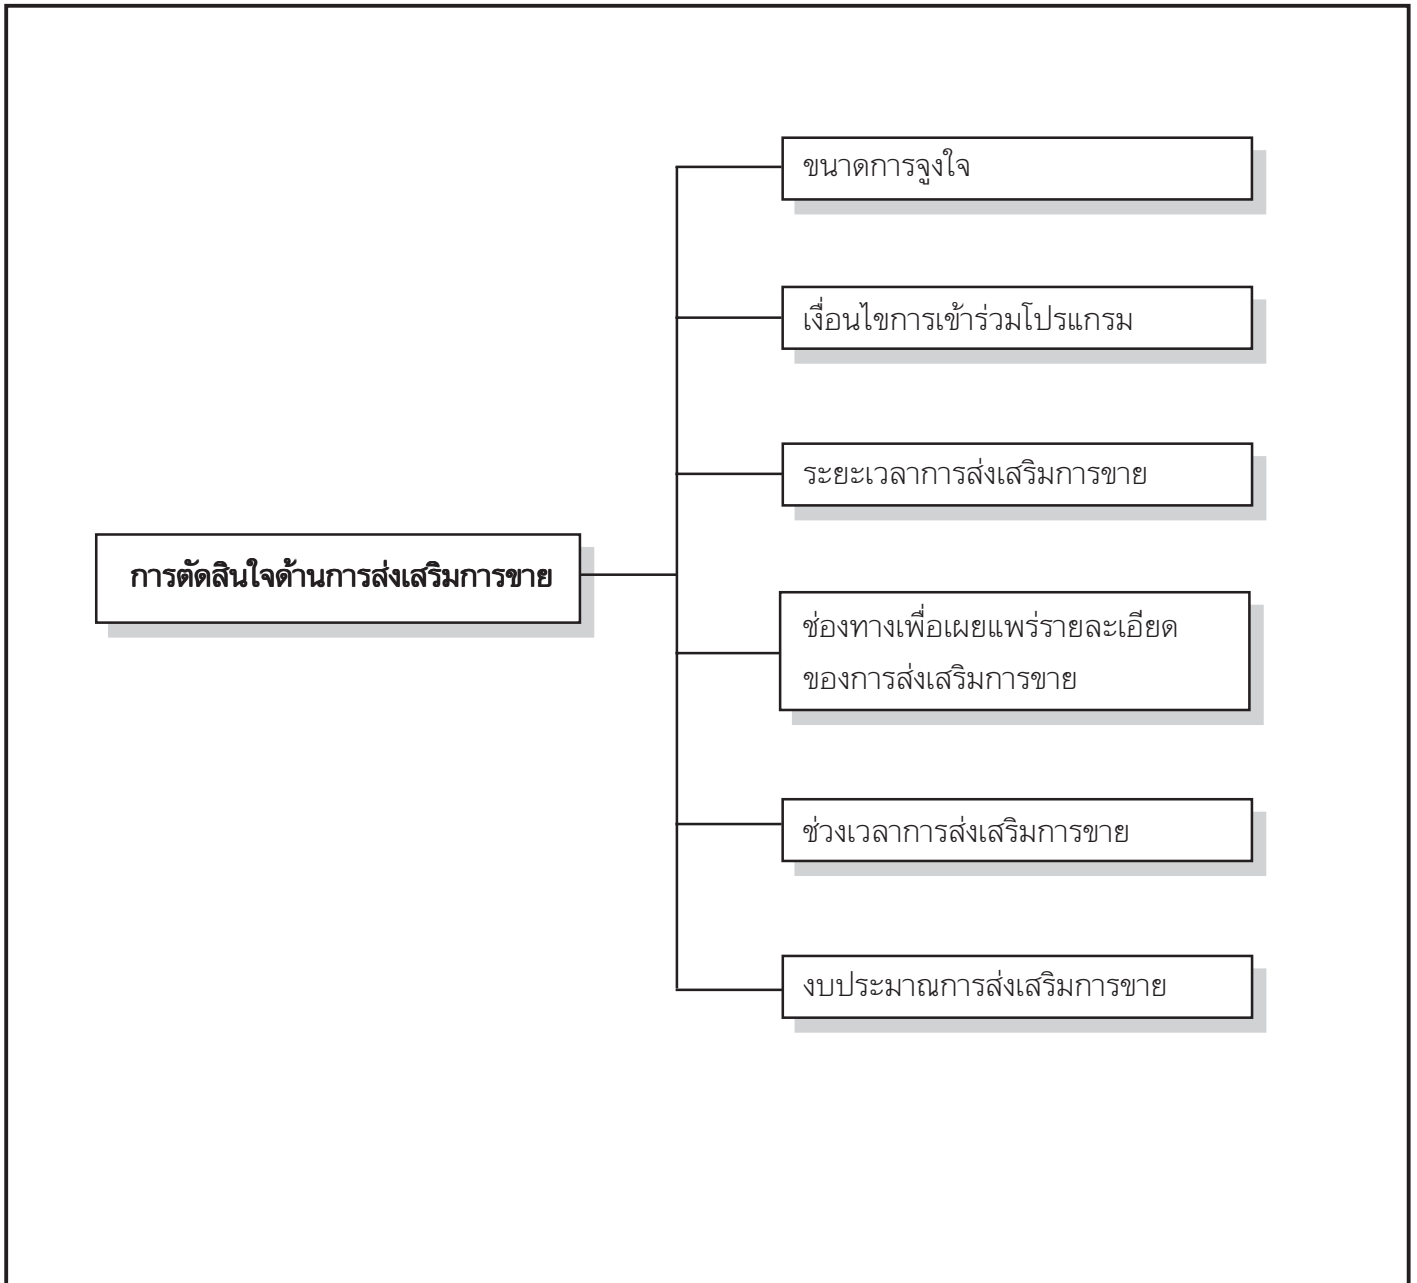 ขนาดการจูงใจ
เงื่อนไขการเข้าร่วมโปรแกรม
ระยะเวลาการส่งเสริมการขาย
การตัดสินใจด้านการส่งเสริมการขาย
ช่องทางเพื่อเผยแพร่รายละเอียด
ของการส่งเสริมการขาย
ช่วงเวลาการส่งเสริมการขาย
งบประมาณการส่งเสริมการขาย